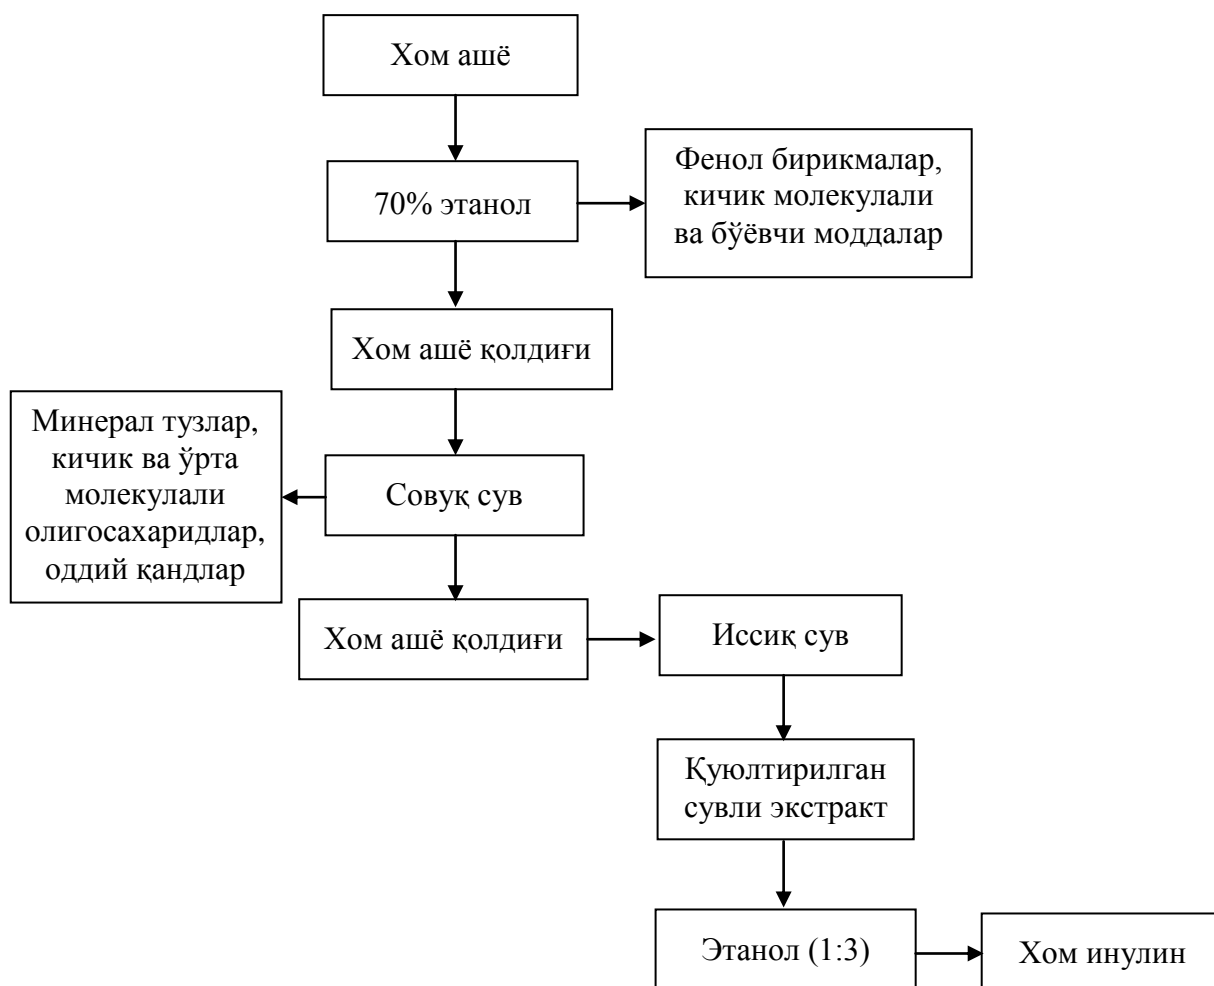 Хом ашё
70% этанол
Фенол бирикмалар,
кичик молекулали
ва бўёвчи моддалар
Хом ашё қолдиғи
Минерал тузлар,
кичик ва ўрта
молекулали
олигосахаридлар,
оддий қандлар
Совуқ сув
Хом ашё қолдиғи
Иссиқ сув
Қуюлтирилган
сувли экстракт
Этанол (1:3)
Хом инулин